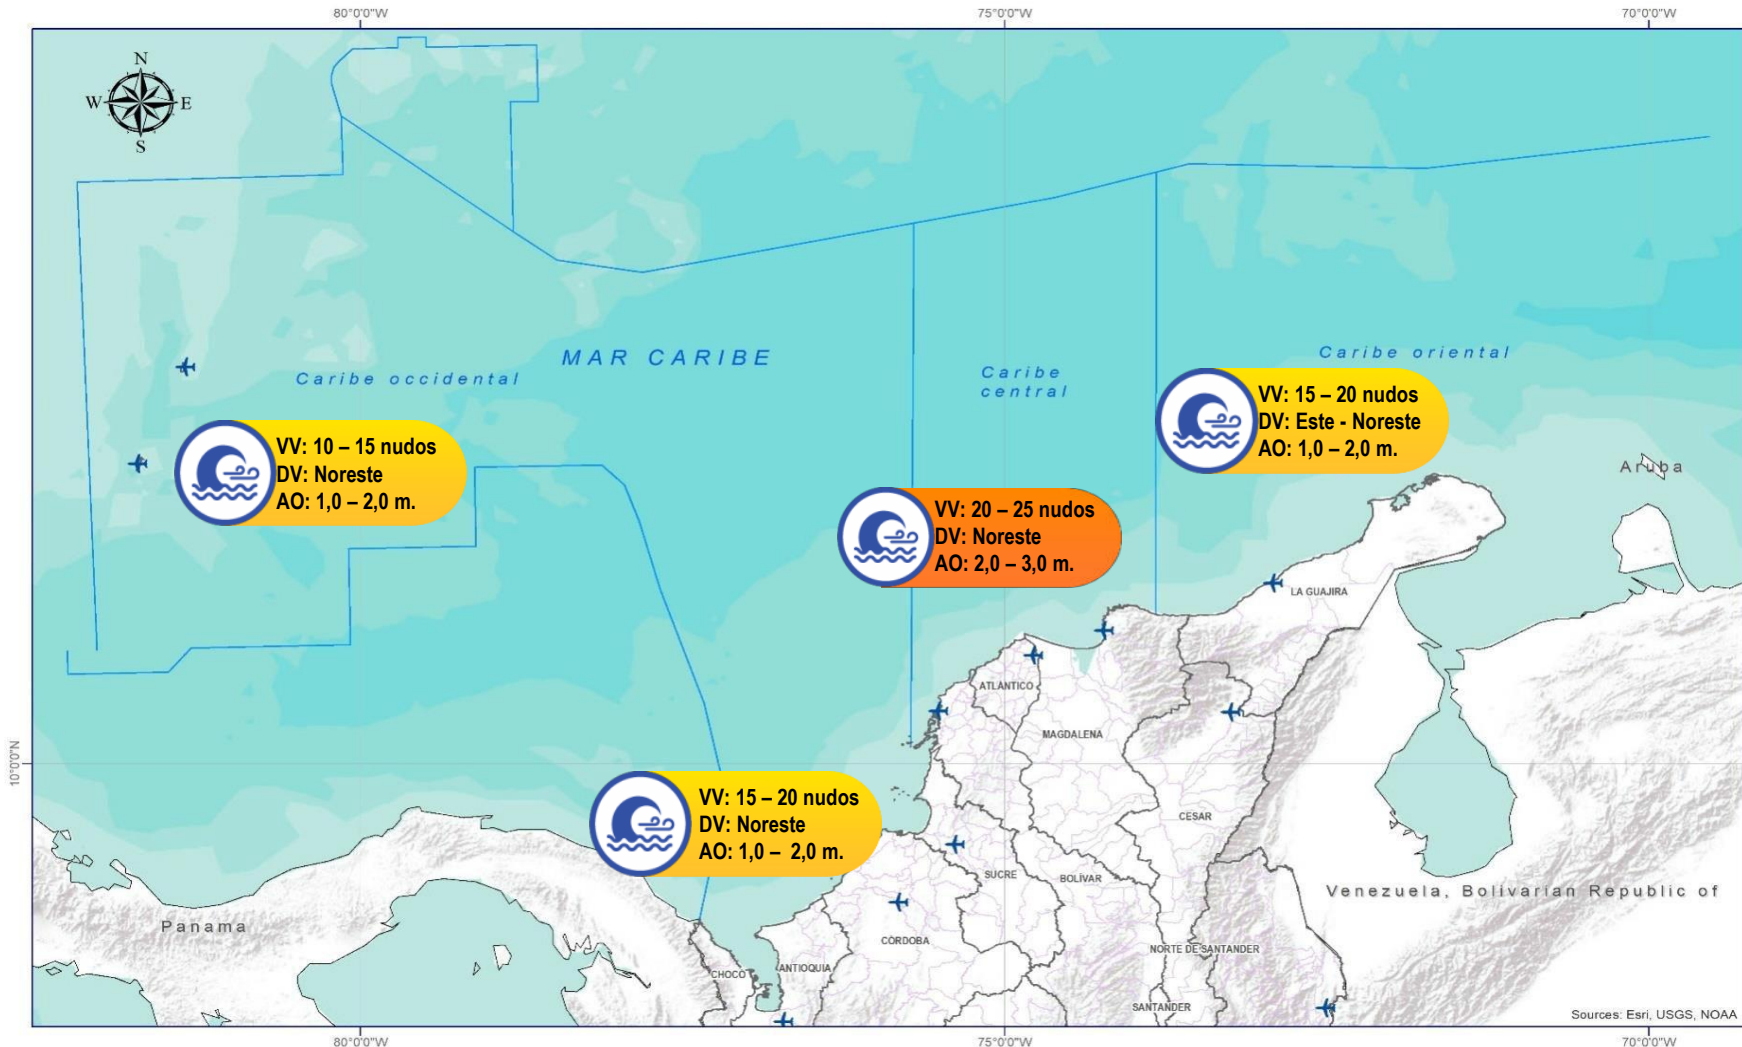 80°0'0"W
75°0'0"W
70°0'0"W
N
W
E
S
MAR CARIBE
Caribe occidental
Caribe
central
Caribe oriental
VV: 15 – 20 nudos
DV: Este - Noreste
AO: 1,0 – 2,0 m.
VV: 10 – 15 nudos
DV: Noreste
AO: 1,0 – 2,0 m.
Aruba
VV: 20 – 25 nudos
DV: Noreste
AO: 2,0 – 3,0 m.
LA GUAJIRA
ATLÁNTICO
MAGDALENA
10°0'0"N
VV: 15 – 20 nudos
DV: Noreste
AO: 1,0 – 2,0 m.
CESAR
SUCRE
BOLÍVAR
Venezuela, Bolivarian Republic of
Panama
CÓRDOBA
NORTE DE SANTANDER
CHOCO
ANTIOQUIA
SANTANDER
Sources: Esri, USGS, NOAA
80°0'0"W
75°0'0"W
70°0'0"W